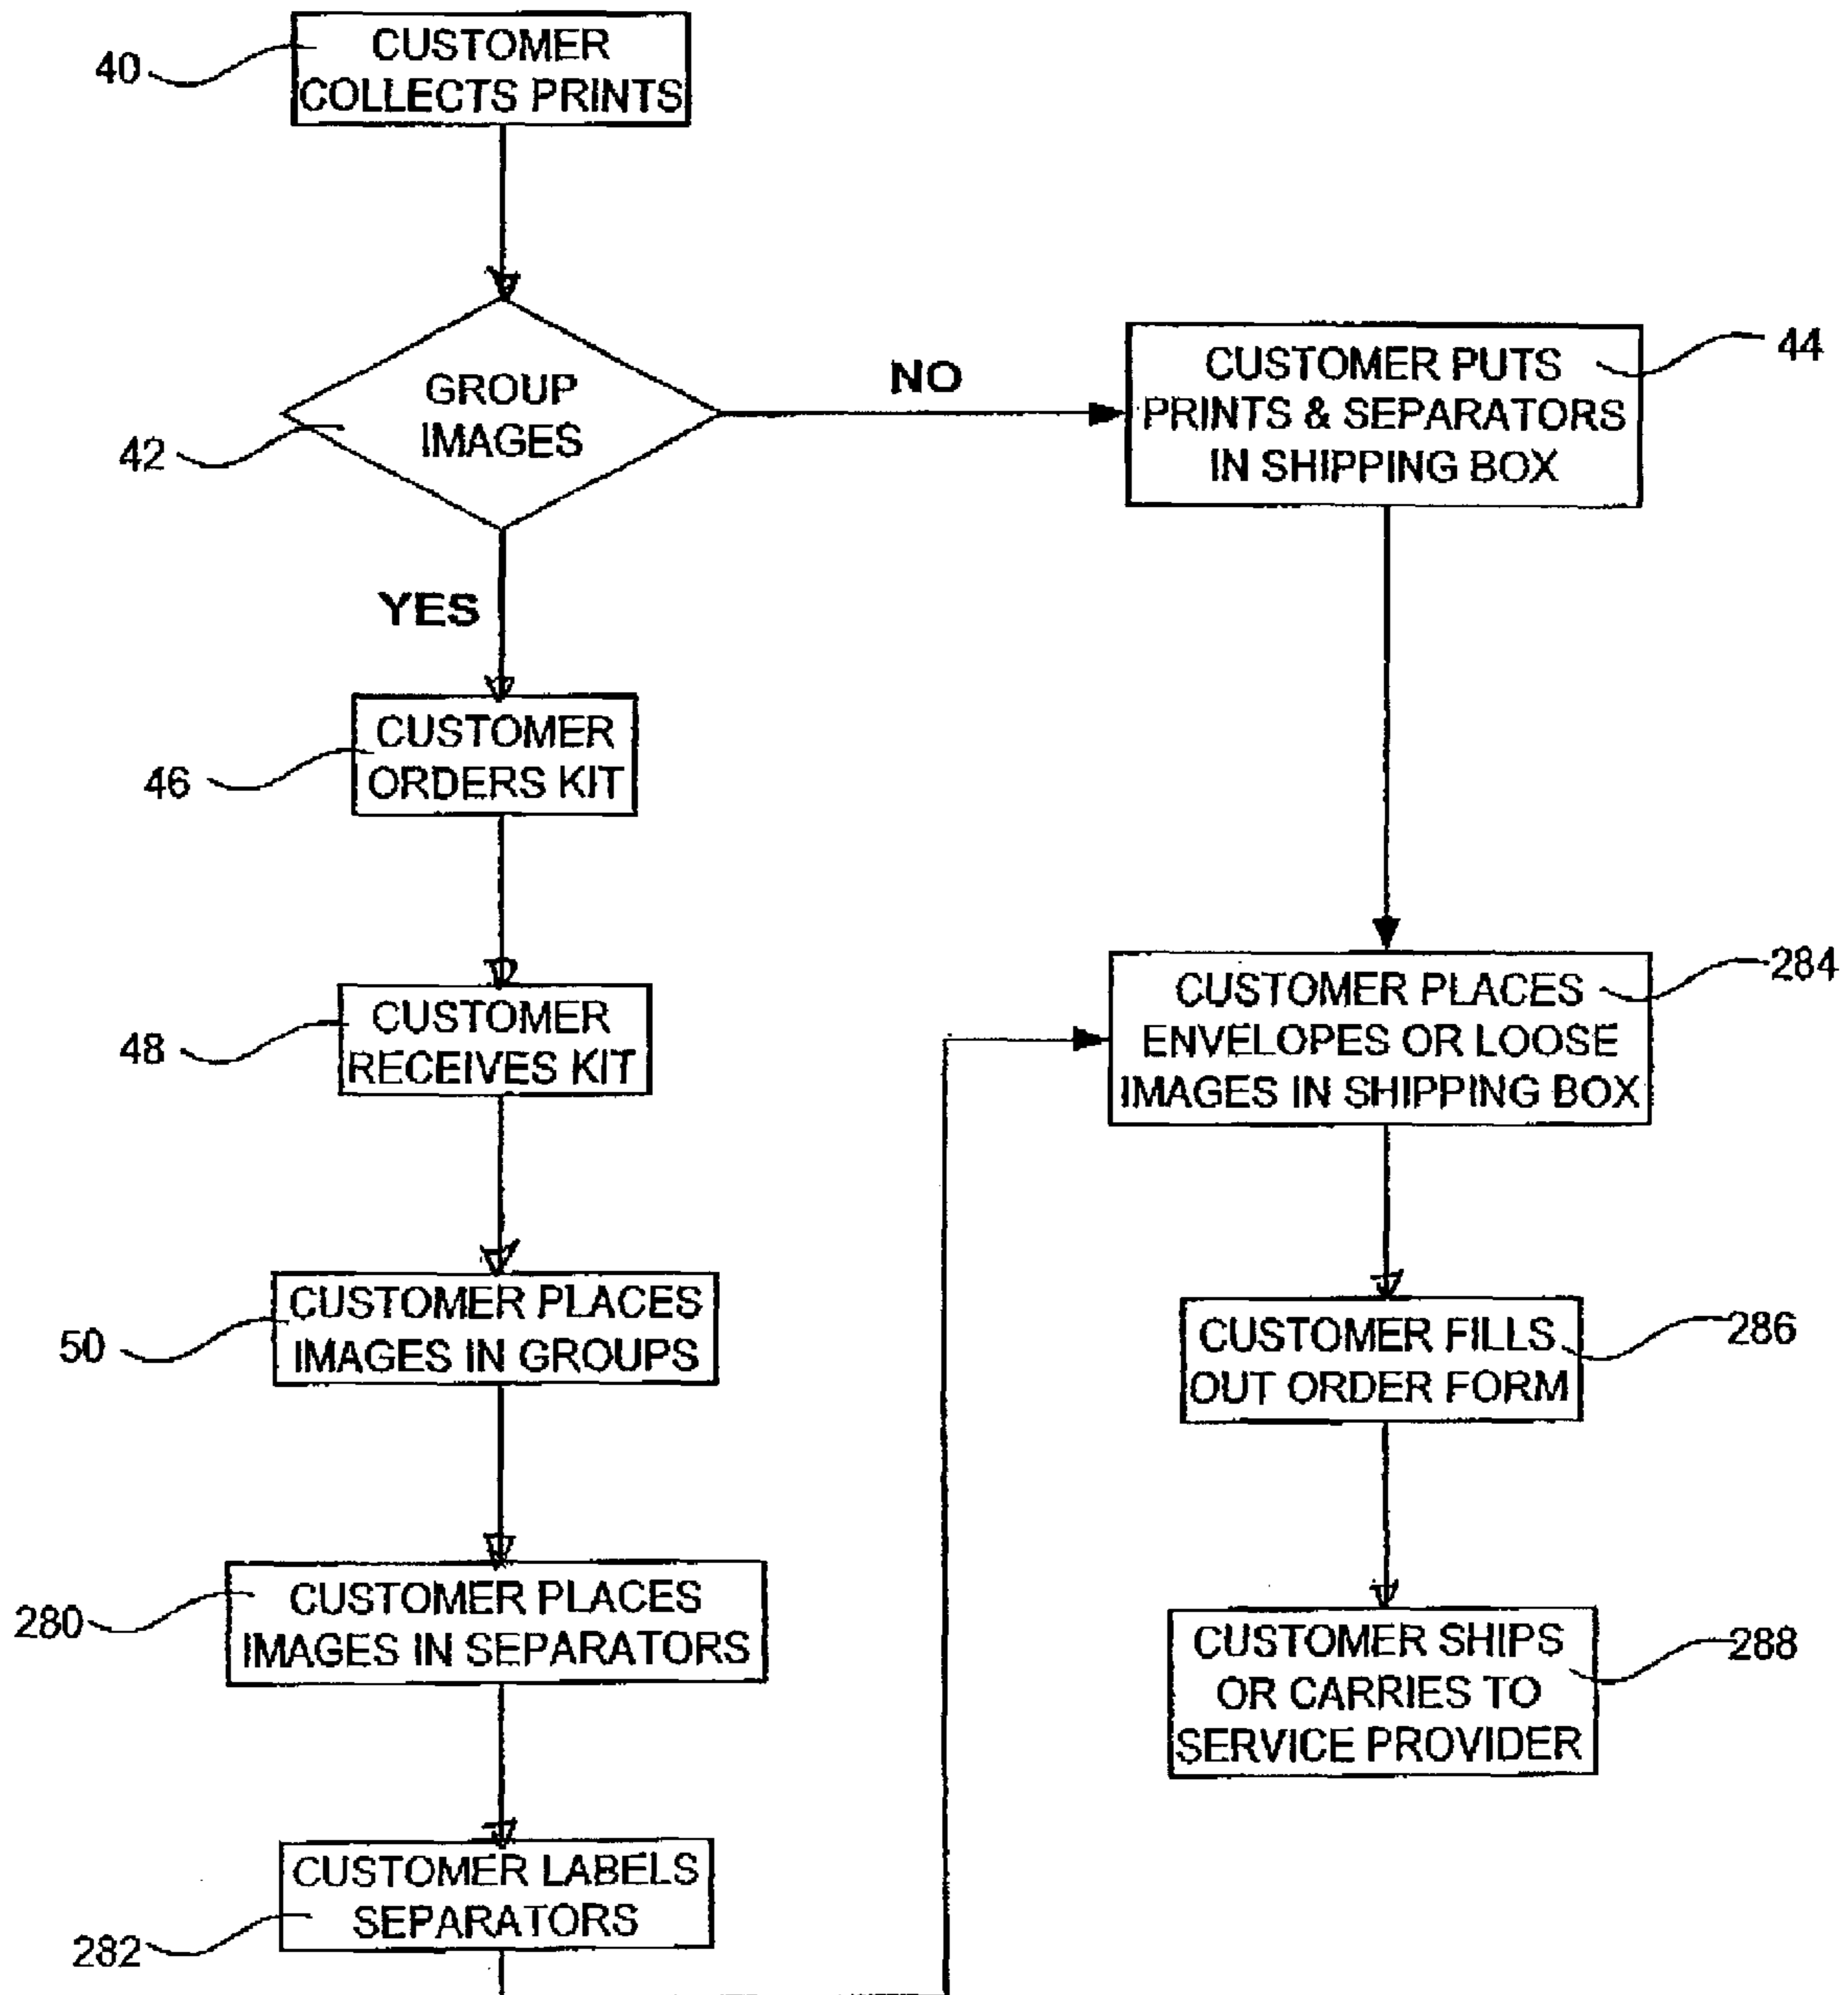 40
CUSTOMER
COLLECTS PRINTS
42
GROUP
IMAGES
NO
44
CUSTOMER PUTS
PRINTS & SEPARATORS
IN SHIPPING BOX
YES
46
CUSTOMER
ORDERS KIT
48
CUSTOMER
RECEIVES KIT
50
CUSTOMER PLACES
IMAGES IN GROUPS
280
CUSTOMER PLACES
IMAGES IN SEPARATORS
282
CUSTOMER LABELS
SEPARATORS
284
CUSTOMER PLACES
ENVELOPES OR LOOSE
IMAGES IN SHIPPING BOX
286
CUSTOMER FILLS
OUT ORDER FORM
288
CUSTOMER SHIPS
OR CARRIES TO
SERVICE PROVIDER